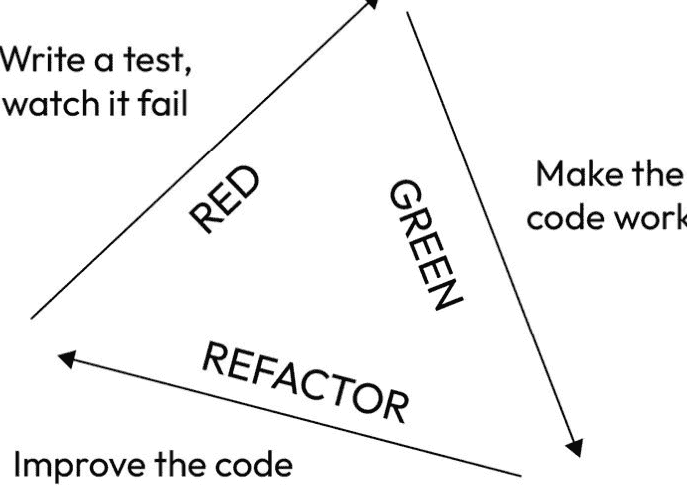 Write a test,
watch it fail
RED
GREEN
Make the
code work
REFACTOR
Improve the code